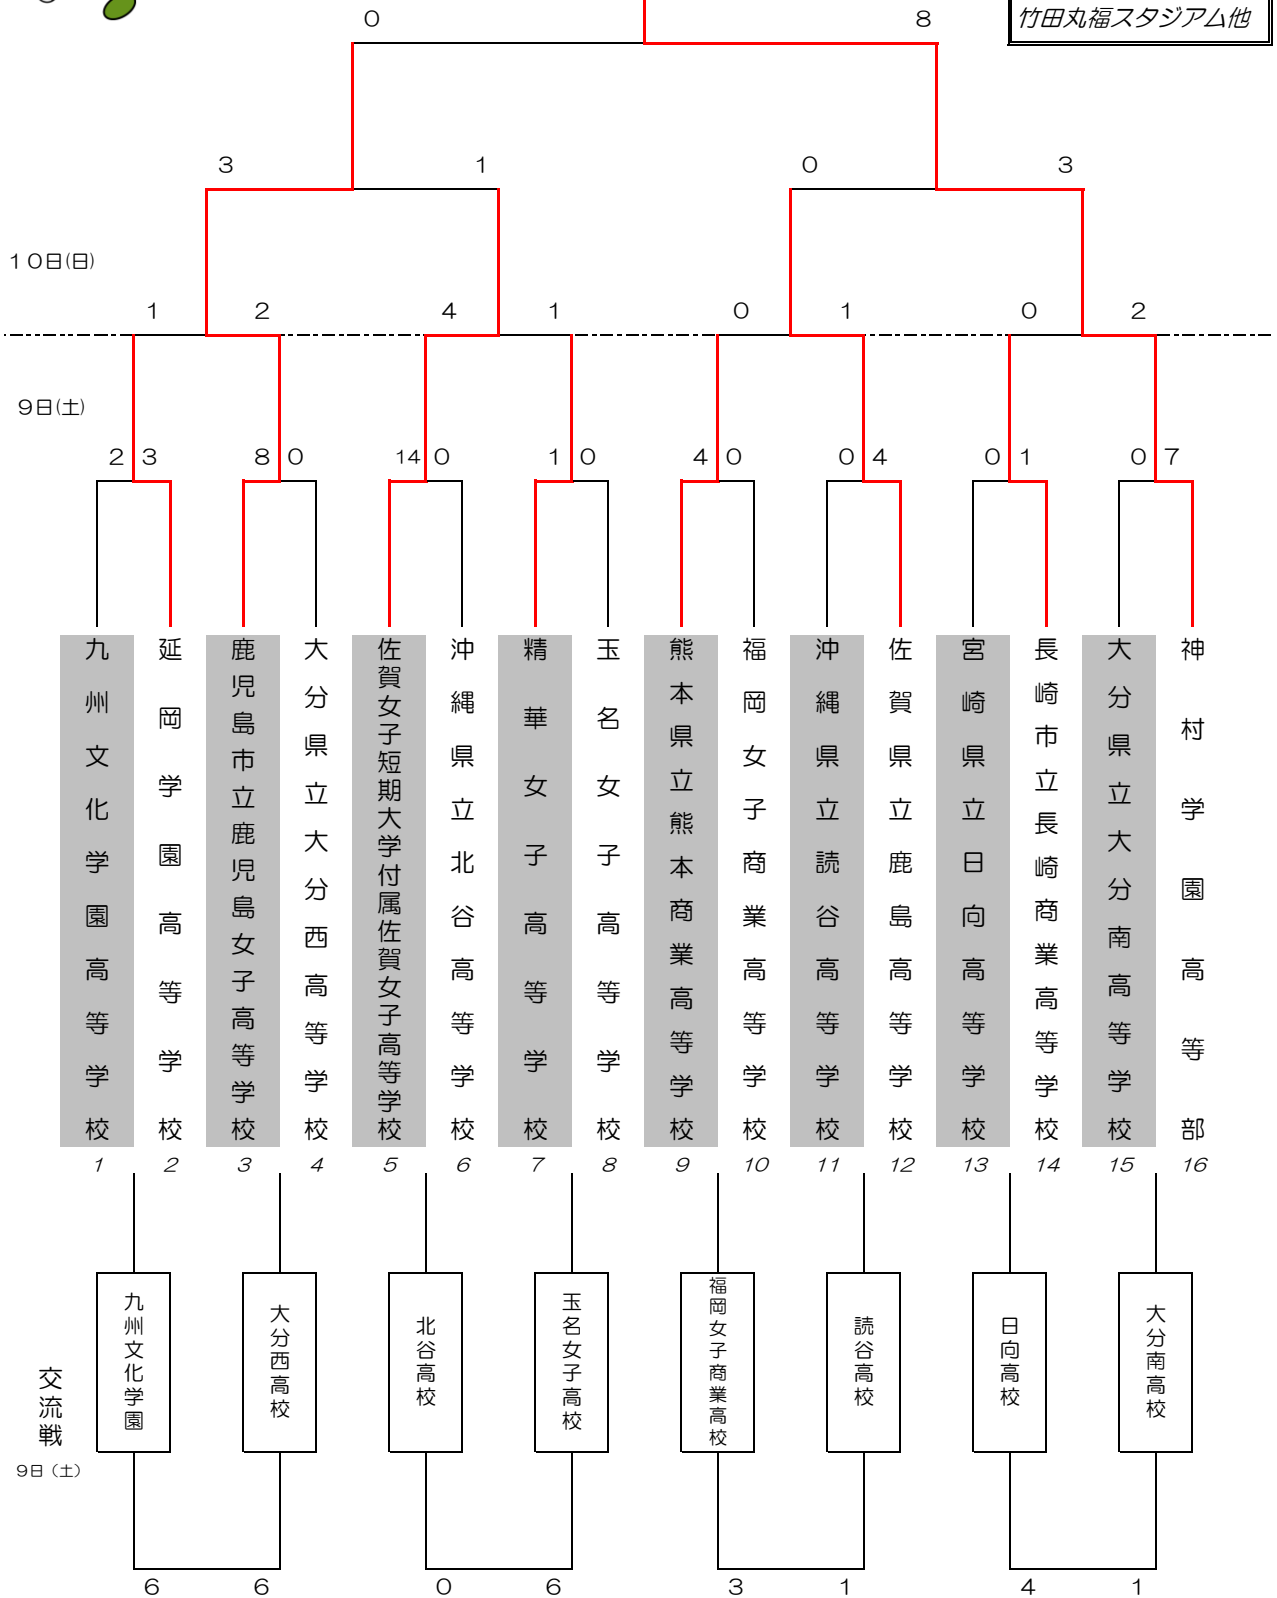 ０ ８
竹田丸福スタジアム他
３ １ ０ ３
１０日(日)
１ ２ ４ １ ０ １ ０ ２
９日(土)
２ ３ ８ ０ 14 ０ １ ０ ４ ０ ０ ４ ０ １ ０ ７
九州文化学園高等学校
延岡学園高等学校
鹿児島市立鹿児島女子高等学校
大分県立大分西高等学校
佐賀女子短期大学付属佐賀女子高等学校
沖縄県立北谷高等学校
精華女子高等学校
玉名女子高等学校
熊本県立熊本商業高等学校
福岡女子商業高等学校
沖縄県立読谷高等学校
佐賀県立鹿島高等学校
宮崎県立日向高等学校
長崎市立長崎商業高等学校
大分県立大分南高等学校
神村学園高等部
1 2 3 4 5 6 7 8 9 10 11 12 13 14 15 16
九州文化学園
大分西高校
北谷高校
玉名女子高校
福岡女子商業高校
読谷高校
日向高校
大分南高校
交流戦
９日（土）
６ ６ ０ ６ ３ １ ４ １